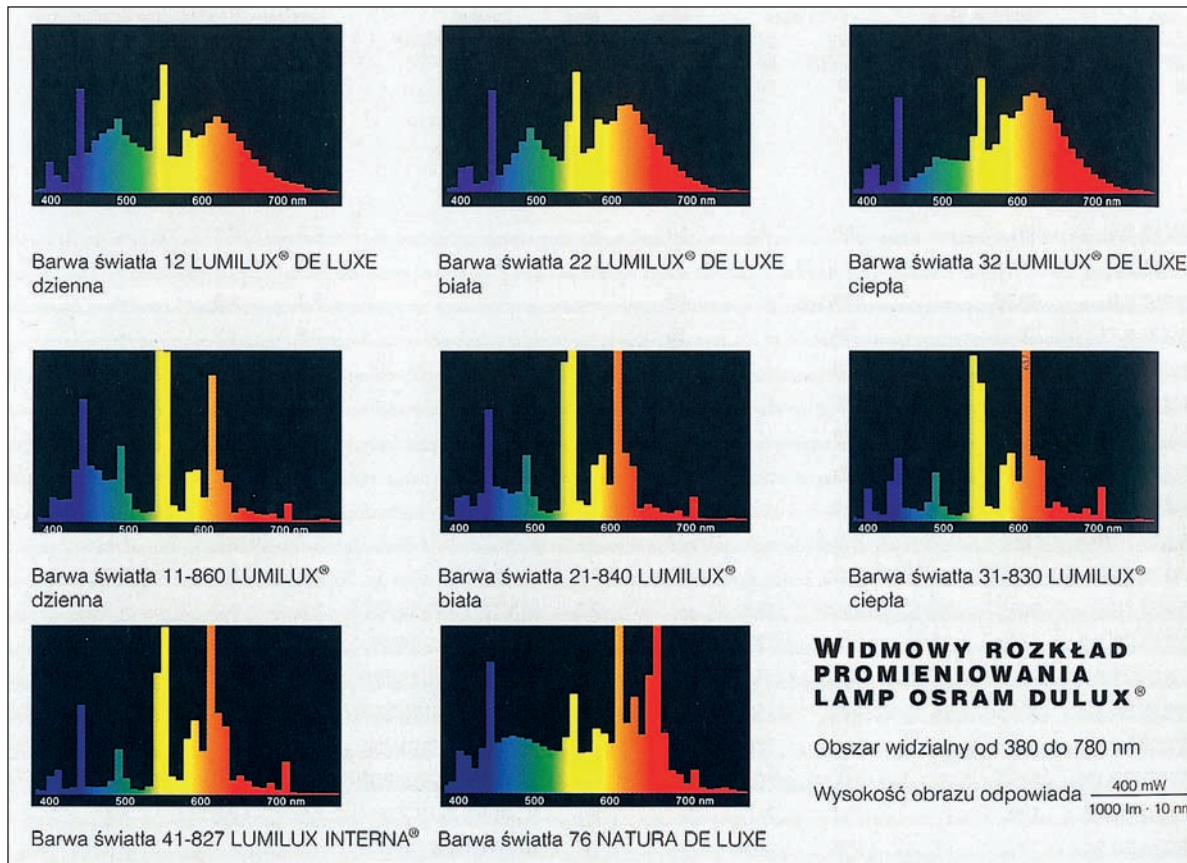 400 500 600 700 nm
Barwa światła 12 LUMILUX® DE LUXE
dzienna
400 500 600 700 nm
Barwa światła 22 LUMILUX® DE LUXE
biała
400 500 600 700 nm
Barwa światła 32 LUMILUX® DE LUXE
ciepła
400 500 600 700 nm
Barwa światła 11-860 LUMILUX®
dzienna
400 500 600 700 nm
Barwa światła 21-840 LUMILUX®
biała
400 500 600 700 nm
Barwa światła 31-830 LUMILUX®
ciepła
400 500 600 700 nm
Barwa światła 41-827 LUMILUX INTERNA®
400 500 600 700 nm
Barwa światła 76 NATURA DE LUXE
WIDMOWY ROZKŁAD
PROMIENIOWANIA
LAMP OSRAM DULUX®
Obszar widzialny od 380 do 780 nm
Wysokość obrazu odpowiada 400 mW
1000 lm · 10 nm